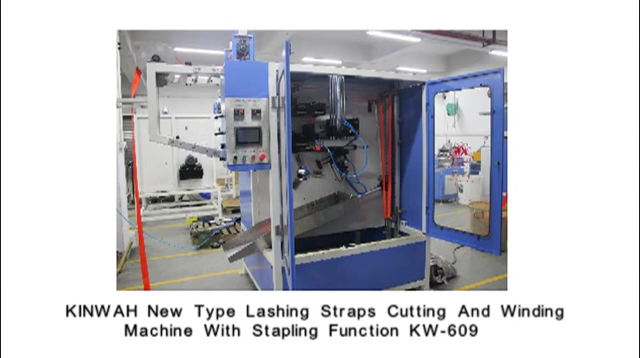 KINWAH New Type Lashing Straps Cutting And Winding
Machine With Stapling Function KW-609